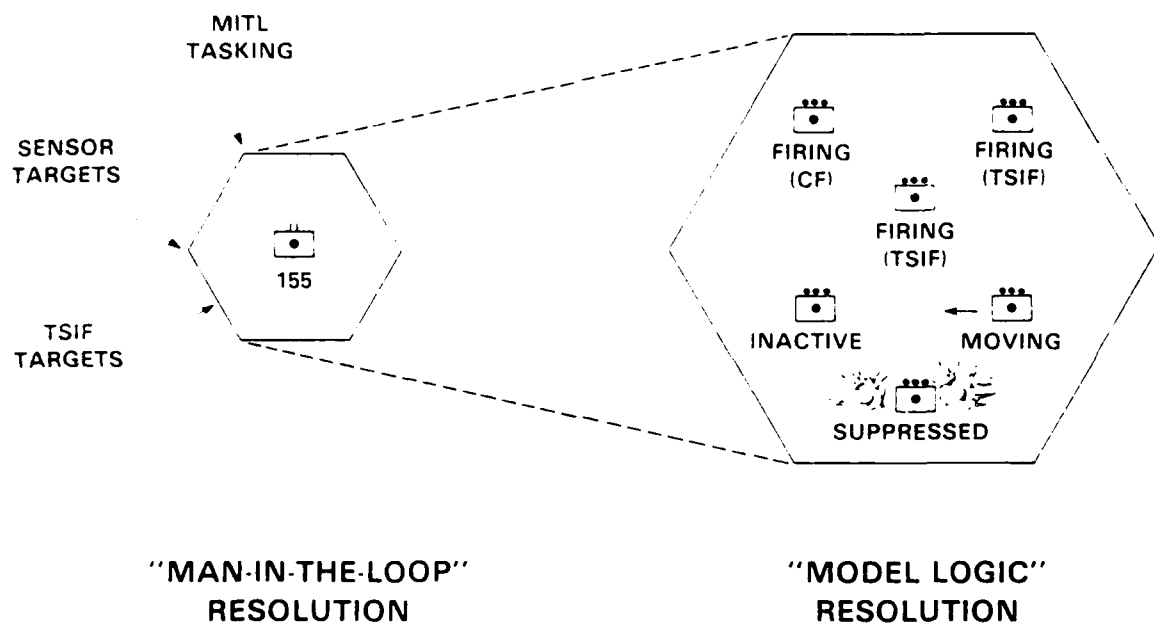 MITL
TASKING
SENSOR
TARGETS
155
TSIF
TARGETS
FIRING
(CF)
FIRING
(TSIF)
FIRING
(TSIF)
INACTIVE
MOVING
SUPPRESSED
"MAN-IN-THE-LOOP"
RESOLUTION
"MODEL LOGIC"
RESOLUTION